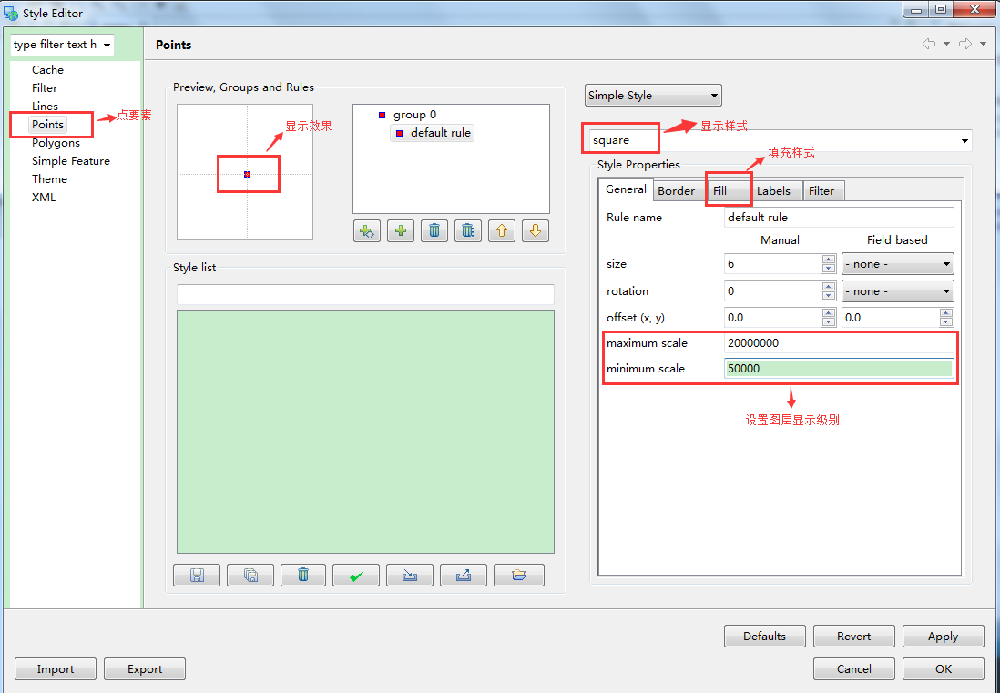 Style Editor
type filter text h
Cache
Filter
Lines
Points
点要素
Polygons
Simple Feature
Theme
XML
Points
Preview, Groups and Rules
显示效果
group 0
default rule
Style list
Simple Style
square
显示样式
填充样式
Style Properties
General Border Fill Labels Filter
Rule name default rule
Manual Field based
size 6 - none -
rotation 0 - none -
offset (x, y) 0.0 0.0
maximum scale 20000000
minimum scale 50000
设置图层显示级别
Defaults Revert Apply
Import Export Cancel OK